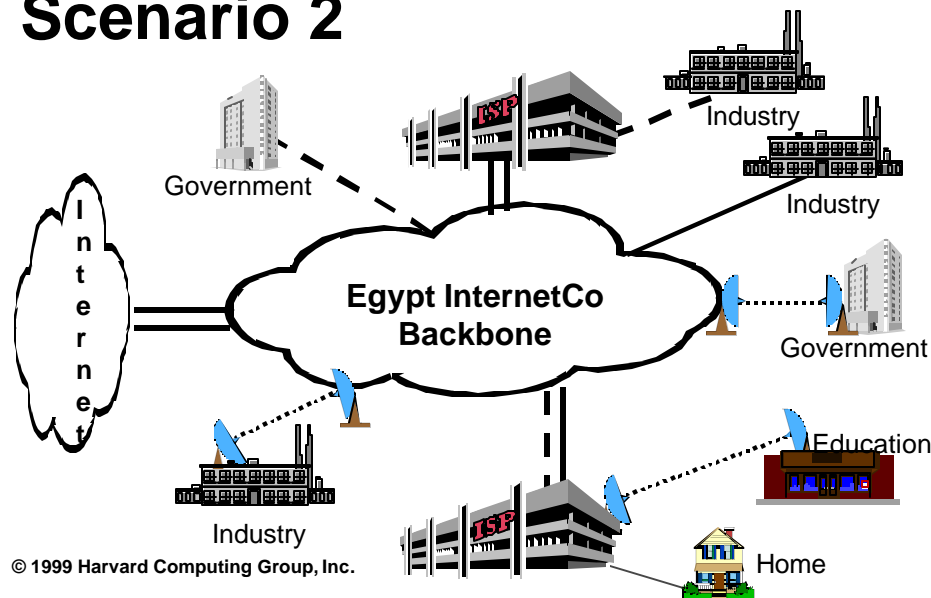 Scenario 2
ISP
Industry
Industry
Government
Internet
Egypt InternetCo
Backbone
Government
Education
Industry
ISP
Home
© 1999 Harvard Computing Group, Inc.